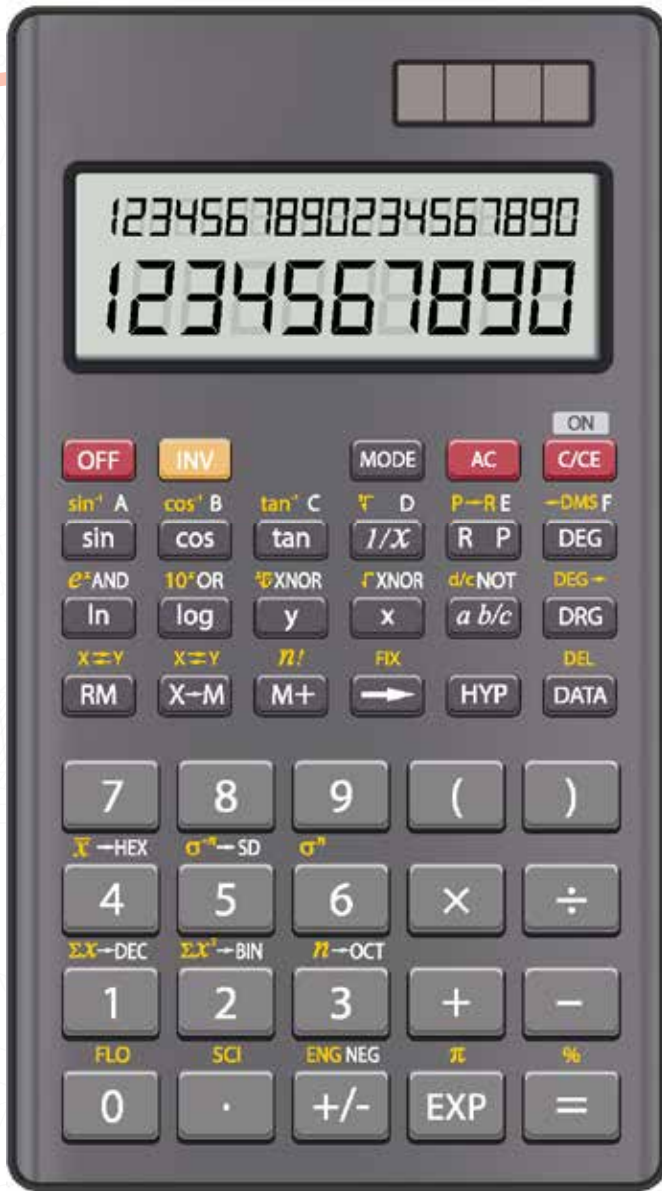 1234567890234567890
1234567890
ON
OFF INV MODE AC C/CE
sin⁻¹ A cos⁻¹ B tan⁻¹ C D P→R E →DMS F
sin cos tan 1/X R P DEG
eˣ AND 10ˣ OR XNOR XNOR d/c NOT DEG→
ln log y x a b/c DRG
X⇌Y X⇌Y n! FIX DEL
RM X→M M+ → HYP DATA
7 8 9 ( )
x̅ →HEX →SD σⁿ
4 5 6 × ÷
ΣX→DEC →BIN n→OCT
1 2 3 + −
FLO SCI ENG NEG π %
0 · +/- EXP =